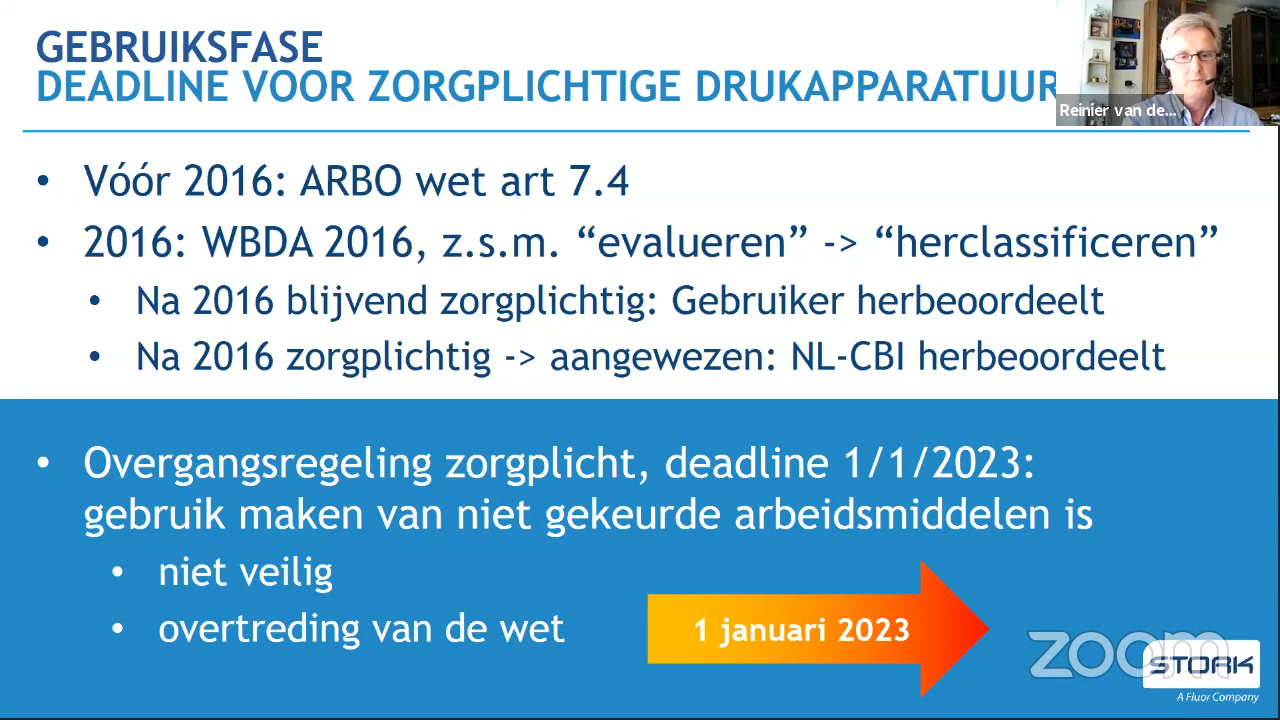 GEBRUIKSFASE
DEADLINE VOOR ZORGPLICHTIGE DRUKAPPARATUUR
Reinier van de...
• Vóór 2016: ARBO wet art 7.4
• 2016: WBDA 2016, z.s.m. “evalueren” -> “herclassificeren”
• Na 2016 blijvend zorgplichtig: Gebruiker herbeoordeelt
• Na 2016 zorgplichtig -> aangewezen: NL-CBI herbeoordeelt
• Overgangsregeling zorgplicht, deadline 1/1/2023:
gebruik maken van niet gekeurde arbeidsmiddelen is
• niet veilig
• overtreding van de wet
1 januari 2023
zoom
STORK
A Fluor Company